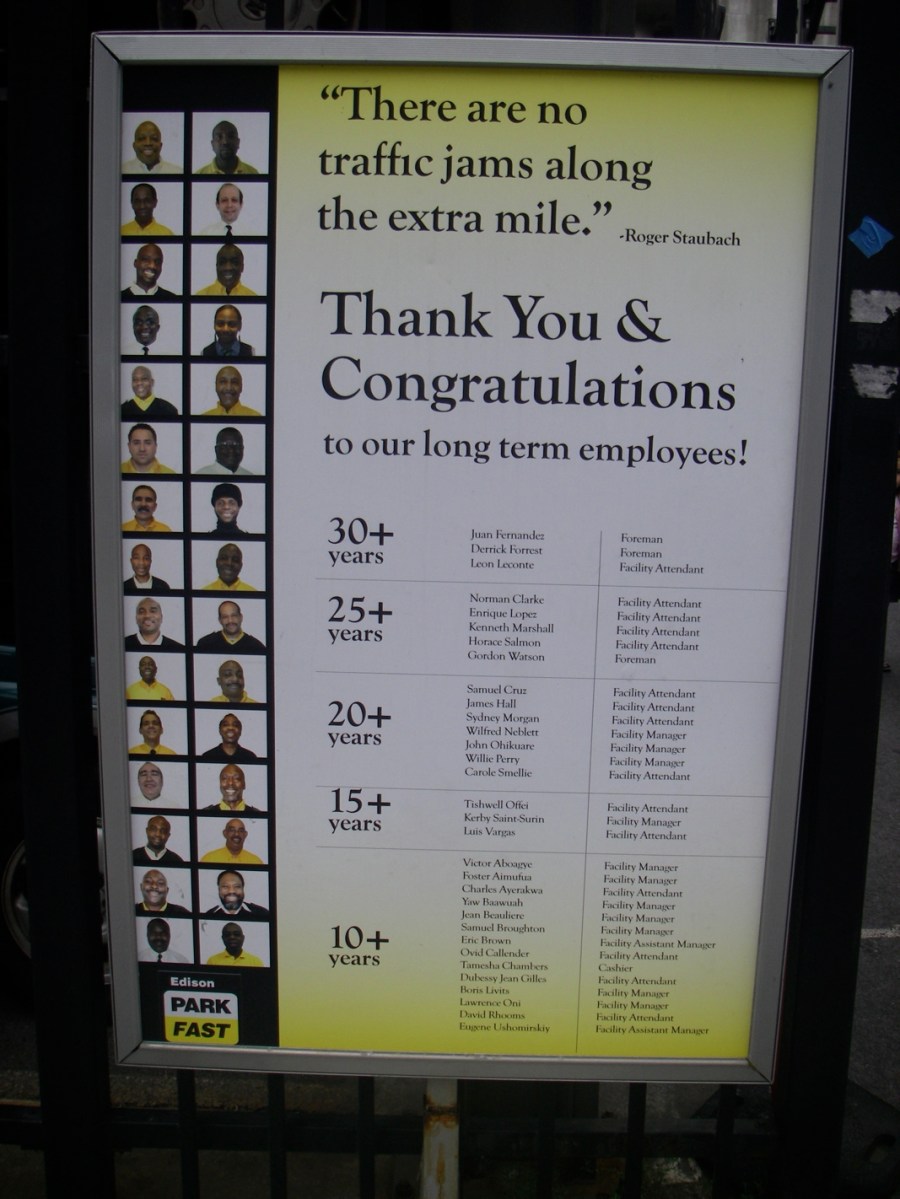 “There are no
traffic jams along
the extra mile.”
-Roger Staubach
Thank You &
Congratulations
to our long term employees!
30+
years
Juan Fernandez Foreman
Derrick Forrest Foreman
Leon Leconte Facility Attendant
25+
years
Norman Clarke Facility Attendant
Enrique Lopez Facility Attendant
Kenneth Marshall Facility Attendant
Horace Salmon Facility Attendant
Gordon Watson Foreman
20+
years
Samuel Cruz Facility Attendant
James Hall Facility Attendant
Sydney Morgan Facility Attendant
Wilfred Neblett Facility Manager
John Ohikuare Facility Manager
Willie Perry Facility Manager
Carole Smellie Facility Attendant
15+
years
Tishwell Offei Facility Attendant
Kerby Saint-Surin Facility Manager
Luis Vargas Facility Attendant
10+
years
Victor Aboagye Facility Manager
Foster Aimufua Facility Manager
Charles Ayerakwa Facility Attendant
Yaw Baawuah Facility Manager
Jean Beauliere Facility Manager
Samuel Broughton Facility Manager
Eric Brown Facility Assistant Manager
Ovid Callender Facility Attendant
Tamesha Chambers Cashier
Dubessy Jean Gilles Facility Attendant
Boris Livits Facility Manager
Lawrence Oni Facility Manager
David Rhooms Facility Attendant
Eugene Ushomirskiy Facility Assistant Manager
Edison
PARK
FAST